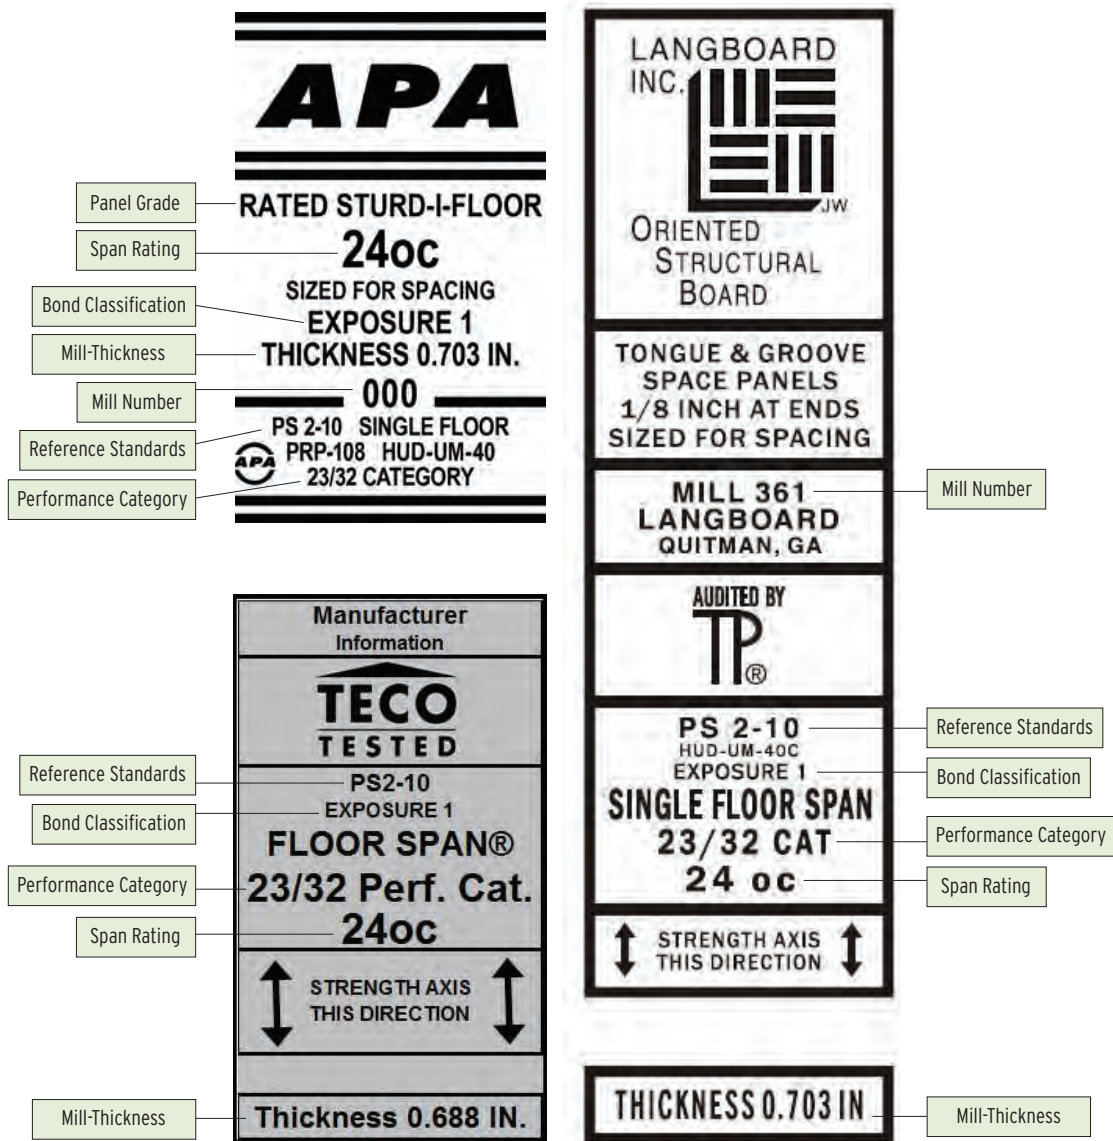 APA
Panel Grade
RATED STURD-I-FLOOR
Span Rating
24oc
SIZED FOR SPACING
Bond Classification
EXPOSURE 1
Mill-Thickness
THICKNESS 0.703 IN.
Mill Number
000
Reference Standards
PS 2-10 SINGLE FLOOR
APA PRP-108 HUD-UM-40
Performance Category
23/32 CATEGORY
Manufacturer
Information
TECO
TESTED
Reference Standards
PS2-10
Bond Classification
EXPOSURE 1
FLOOR SPAN®
Performance Category
23/32 Perf. Cat.
Span Rating
24oc
STRENGTH AXIS
THIS DIRECTION
Mill-Thickness
Thickness 0.688 IN.
LANGBOARD
INC.
JW
ORIENTED
STRUCTURAL
BOARD
TONGUE & GROOVE
SPACE PANELS
1/8 INCH AT ENDS
SIZED FOR SPACING
MILL 361
Mill Number
LANGBOARD
QUITMAN, GA
AUDITED BY
TP®
PS 2-10
Reference Standards
HUD-UM-40C
EXPOSURE 1
Bond Classification
SINGLE FLOOR SPAN
23/32 CAT
Performance Category
24 oc
Span Rating
STRENGTH AXIS
THIS DIRECTION
THICKNESS 0.703 IN
Mill-Thickness